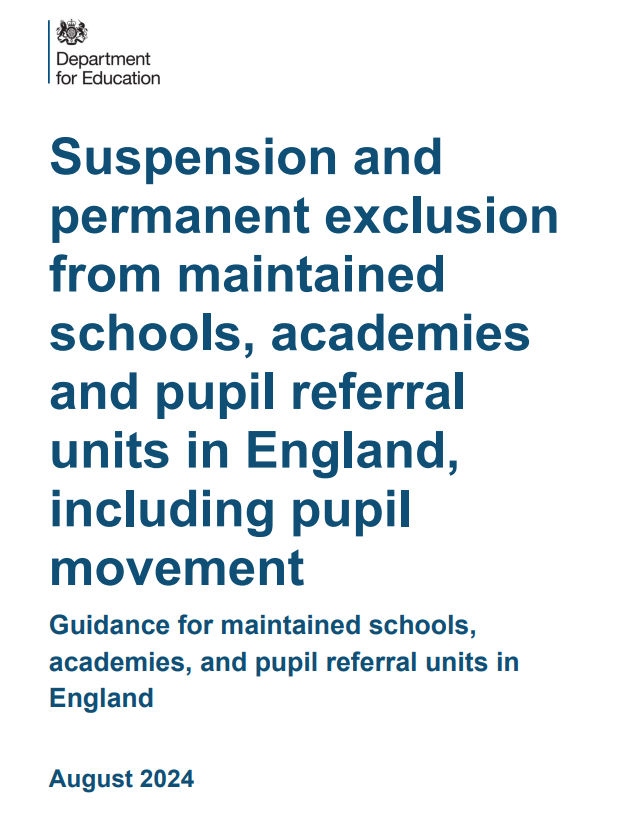 Department
for Education
Suspension and
permanent exclusion
from maintained
schools, academies
and pupil referral
units in England,
including pupil
movement
Guidance for maintained schools,
academies, and pupil referral units in
England
August 2024